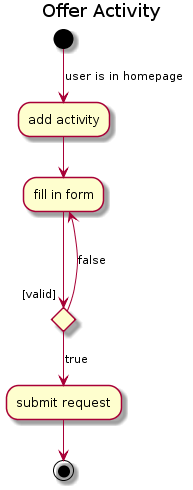 Offer Activity
user is in homepage
add activity
fill in form
false
[valid]
true
submit request